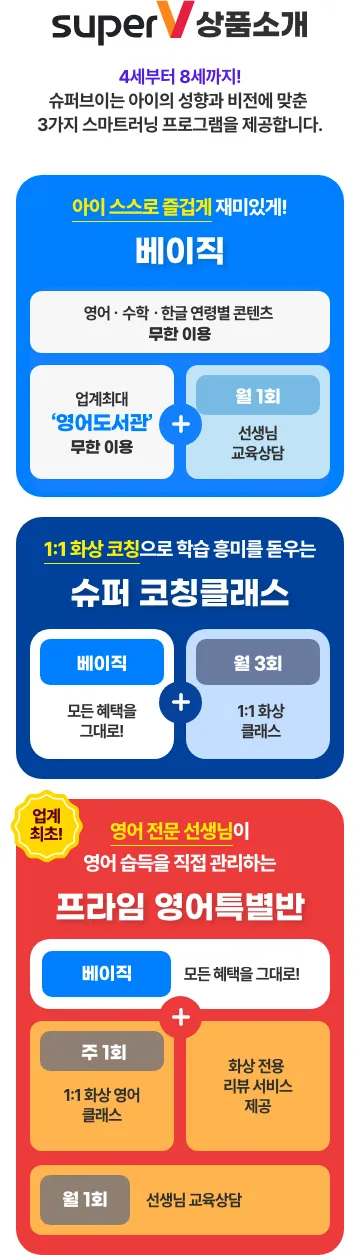 superV 상품소개
4세부터 8세까지!
슈퍼브이는 아이의 성향과 비전에 맞춘
3가지 스마트러닝 프로그램을 제공합니다.
아이 스스로 즐겁게 재미있게!
베이직
영어 · 수학 · 한글 연령별 콘텐츠
무한 이용
업계최대
‘영어도서관’
무한 이용
+
월 1회
선생님
교육상담
1:1 화상 코칭으로 학습 흥미를 돋우는
슈퍼 코칭클래스
베이직
모든 혜택을
그대로!
+
월 3회
1:1 화상
클래스
업계
최초!
영어 전문 선생님이
영어 습득을 직접 관리하는
프라임 영어특별반
베이직
모든 혜택을 그대로!
+
주 1회
1:1 화상 영어
클래스
화상 전용
리뷰 서비스
제공
월 1회
선생님 교육상담